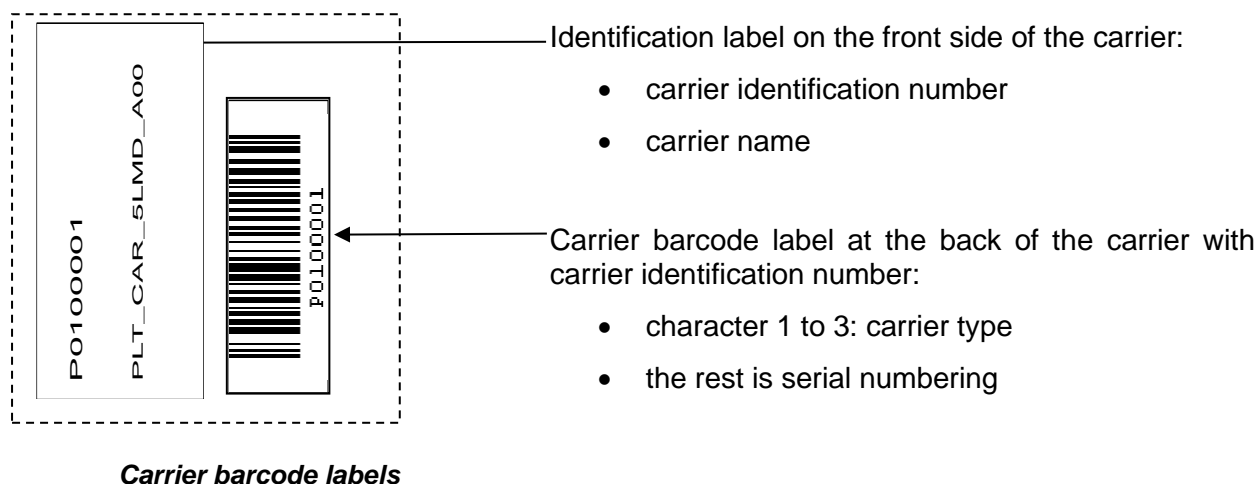 Identification label on the front side of the carrier:
• carrier identification number
• carrier name
P0100001
PLT_CAR_5LMD_A00
P0100001
Carrier barcode label at the back of the carrier with
carrier identification number:
• character 1 to 3: carrier type
• the rest is serial numbering
Carrier barcode labels